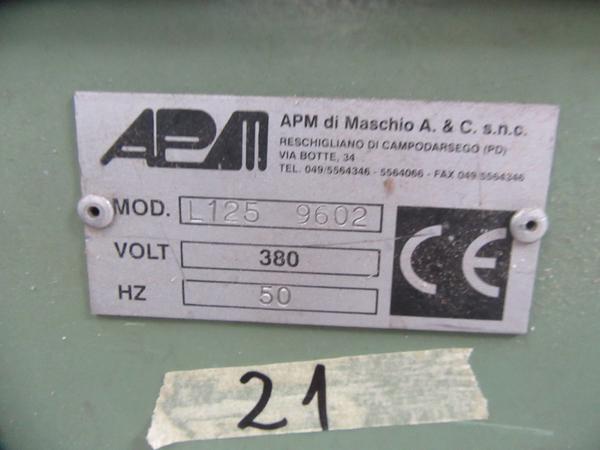 APM
APM di Maschio A. & C. s.n.c.
RESCHIGLIANO DI CAMPODARSEGO (PD)
VIA BOTTE, 34
TEL. 049/5564346 - 5564066 - FAX 049/5564346
MOD. L125 9602
VOLT 380
HZ 50
CE
21